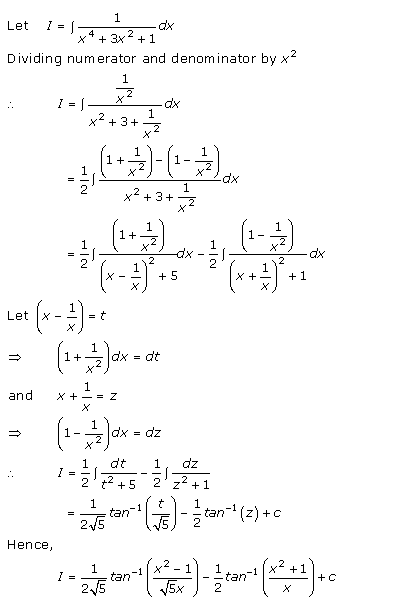 Let I = ∫ 1/(x⁴ + 3x² + 1) dx
Dividing numerator and denominator by x²
∴ I = ∫ (1/x²)/(x² + 3 + 1/x²) dx
= 1/2 ∫ ((1 + 1/x²) − (1 − 1/x²))/(x² + 3 + 1/x²) dx
= 1/2 ∫ (1 + 1/x²)/((x − 1/x)² + 5) dx − 1/2 ∫ (1 − 1/x²)/((x + 1/x)² + 1) dx
Let (x − 1/x) = t
⇒ (1 + 1/x²) dx = dt
and x + 1/x = z
⇒ (1 − 1/x²) dx = dz
∴ I = 1/2 ∫ dt/(t² + 5) − 1/2 ∫ dz/(z² + 1)
= 1/(2√5) tan⁻¹ (t/√5) − 1/2 tan⁻¹ (z) + c
Hence,
I = 1/(2√5) tan⁻¹ ((x² − 1)/(√5x)) − 1/2 tan⁻¹ ((x² + 1)/x) + c